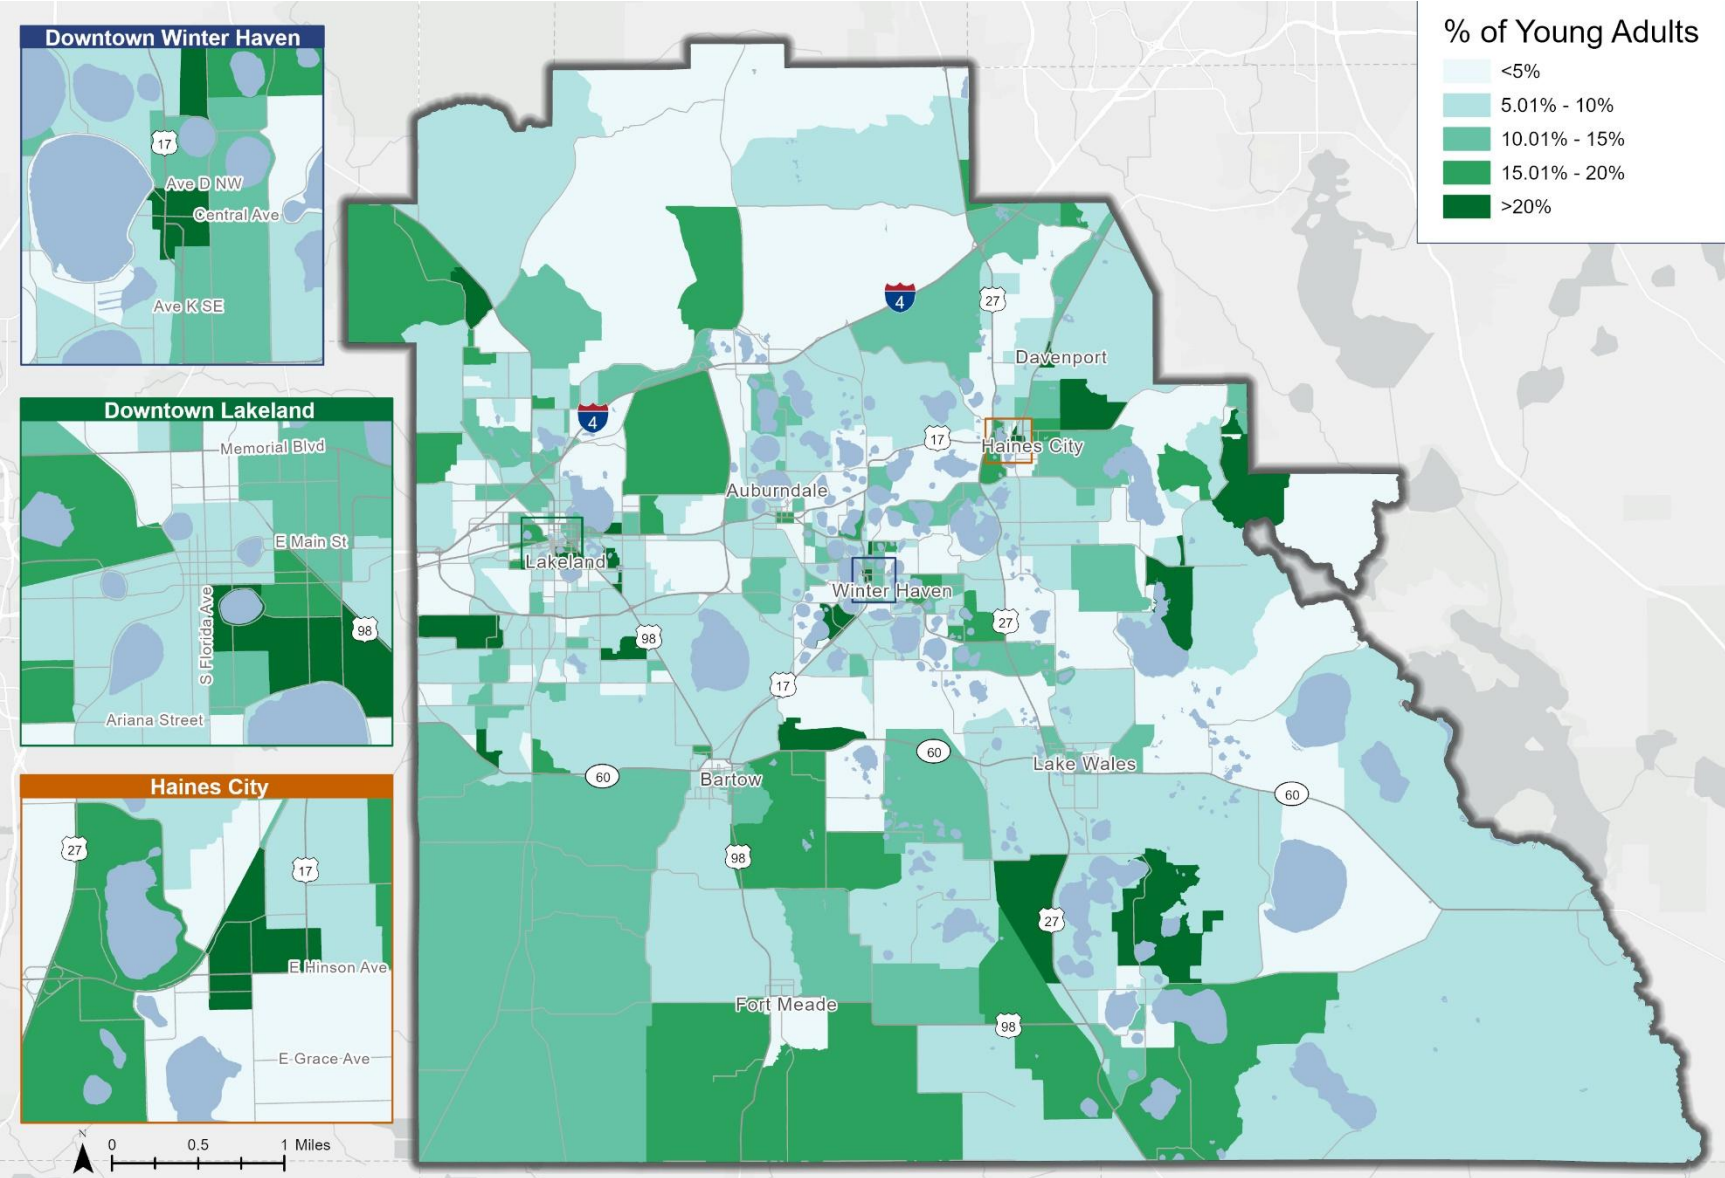 Downtown Winter Haven
17
Ave D NW
Central Ave
Ave K SE
Downtown Lakeland
Memorial Blvd
E Main St
S Florida Ave
98
Ariana Street
Haines City
27
17
E Hinson Ave
E Grace Ave
N
0 0.5 1 Miles
% of Young Adults
<5%
5.01% - 10%
10.01% - 15%
15.01% - 20%
>20%
4
27
Davenport
4
17
Haines City
Auburndale
Lakeland
Winter Haven
27
98
17
60
60
Bartow
Lake Wales
60
98
27
Fort Meade
98